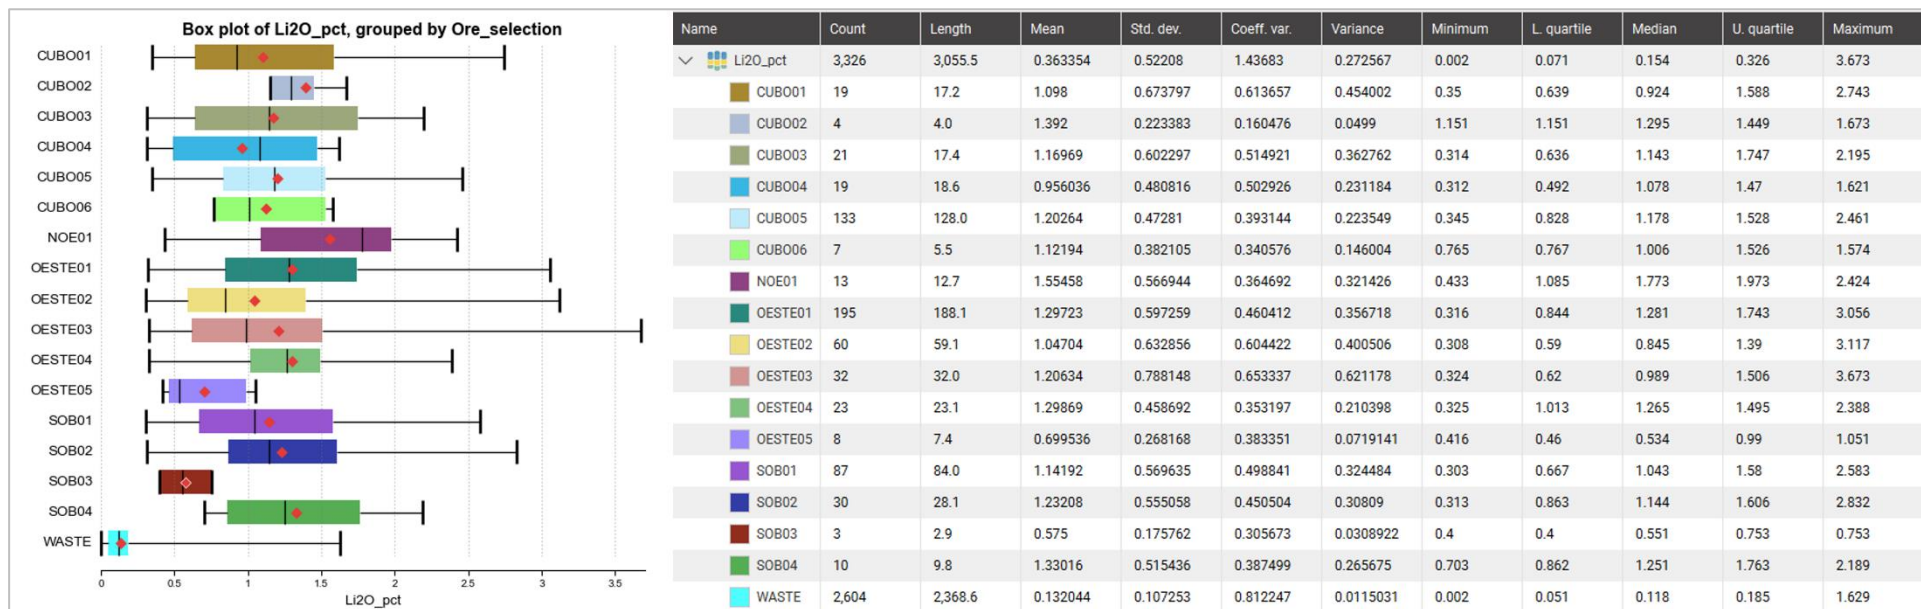 Box plot of Li2O_pct, grouped by Ore_selection
CUBO01
CUBO02
CUBO03
CUBO04
CUBO05
CUBO06
NOE01
OESTE01
OESTE02
OESTE03
OESTE04
OESTE05
SOB01
SOB02
SOB03
SOB04
WASTE
0 0.5 1 1.5 2 2.5 3 3.5
Li2O_pct
Name Count Length Mean Std. dev. Coeff. var. Variance Minimum L. quartile Median U. quartile Maximum
Li2O_pct 3,326 3,055.5 0.363354 0.52208 1.43683 0.272567 0.002 0.071 0.154 0.326 3.673
CUBO01 19 17.2 1.098 0.673797 0.613657 0.454002 0.35 0.639 0.924 1.588 2.743
CUBO02 4 4.0 1.392 0.223383 0.160476 0.0499 1.151 1.151 1.295 1.449 1.673
CUBO03 21 17.4 1.16969 0.602297 0.514921 0.362762 0.314 0.636 1.143 1.747 2.195
CUBO04 19 18.6 0.956036 0.480816 0.502926 0.231184 0.312 0.492 1.078 1.47 1.621
CUBO05 133 128.0 1.20264 0.47281 0.393144 0.223549 0.345 0.828 1.178 1.528 2.461
CUBO06 7 5.5 1.12194 0.382105 0.340576 0.146004 0.765 0.767 1.006 1.526 1.574
NOE01 13 12.7 1.55458 0.566944 0.364692 0.321426 0.433 1.085 1.773 1.973 2.424
OESTE01 195 188.1 1.29723 0.597259 0.460412 0.356718 0.316 0.844 1.281 1.743 3.056
OESTE02 60 59.1 1.04704 0.632856 0.604422 0.400506 0.308 0.59 0.845 1.39 3.117
OESTE03 32 32.0 1.20634 0.788148 0.653337 0.621178 0.324 0.62 0.989 1.506 3.673
OESTE04 23 23.1 1.29869 0.458692 0.353197 0.210398 0.325 1.013 1.265 1.495 2.388
OESTE05 8 7.4 0.699536 0.268168 0.383351 0.0719141 0.416 0.46 0.534 0.99 1.051
SOB01 87 84.0 1.14192 0.569635 0.498841 0.324484 0.303 0.667 1.043 1.58 2.583
SOB02 30 28.1 1.23208 0.555058 0.450504 0.30809 0.313 0.863 1.144 1.606 2.832
SOB03 3 2.9 0.575 0.175762 0.305673 0.0308922 0.4 0.4 0.551 0.753 0.753
SOB04 10 9.8 1.33016 0.515436 0.387499 0.265675 0.703 0.862 1.251 1.763 2.189
WASTE 2,604 2,368.6 0.132044 0.107253 0.812247 0.0115031 0.002 0.051 0.118 0.185 1.629